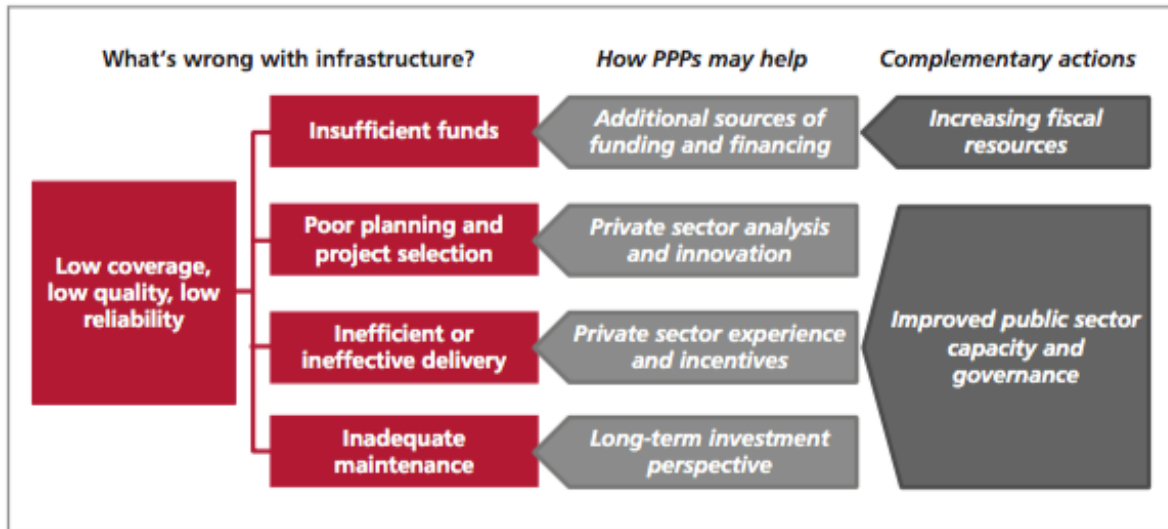 What's wrong with infrastructure?
How PPPs may help
Complementary actions
Low coverage,
low quality, low
reliability
Insufficient funds
Additional sources of
funding and financing
Increasing fiscal
resources
Poor planning and
project selection
Private sector analysis
and innovation
Inefficient or
ineffective delivery
Private sector experience
and incentives
Inadequate
maintenance
Long-term investment
perspective
Improved public sector
capacity and
governance